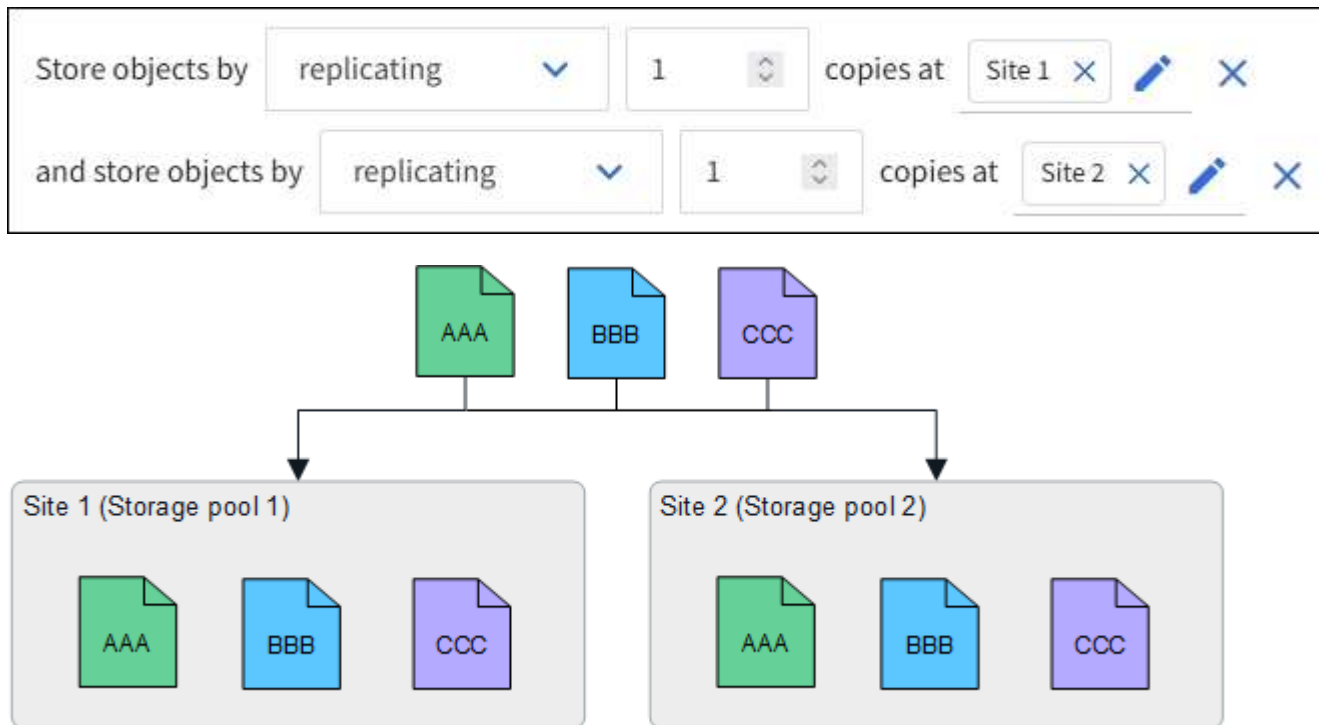 Store objects by replicating 1 copies at Site 1
and store objects by replicating 1 copies at Site 2
AAA BBB CCC
Site 1 (Storage pool 1)
AAA BBB CCC
Site 2 (Storage pool 2)
AAA BBB CCC